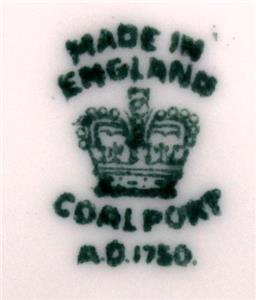 MADE IN
ENGLAND
COALPORT
A.D. 1750.